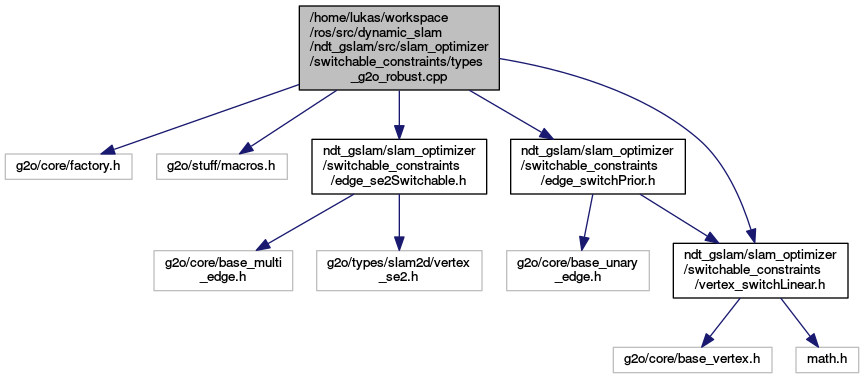 /home/lukas/workspace
/ros/src/dynamic_slam
/ndt_gslam/src/slam_optimizer
/switchable_constraints/types
_g2o_robust.cpp
g2o/core/factory.h
g2o/stuff/macros.h
ndt_gslam/slam_optimizer
/switchable_constraints
/edge_se2Switchable.h
ndt_gslam/slam_optimizer
/switchable_constraints
/edge_switchPrior.h
g2o/core/base_multi
_edge.h
g2o/types/slam2d/vertex
_se2.h
g2o/core/base_unary
_edge.h
ndt_gslam/slam_optimizer
/switchable_constraints
/vertex_switchLinear.h
g2o/core/base_vertex.h
math.h